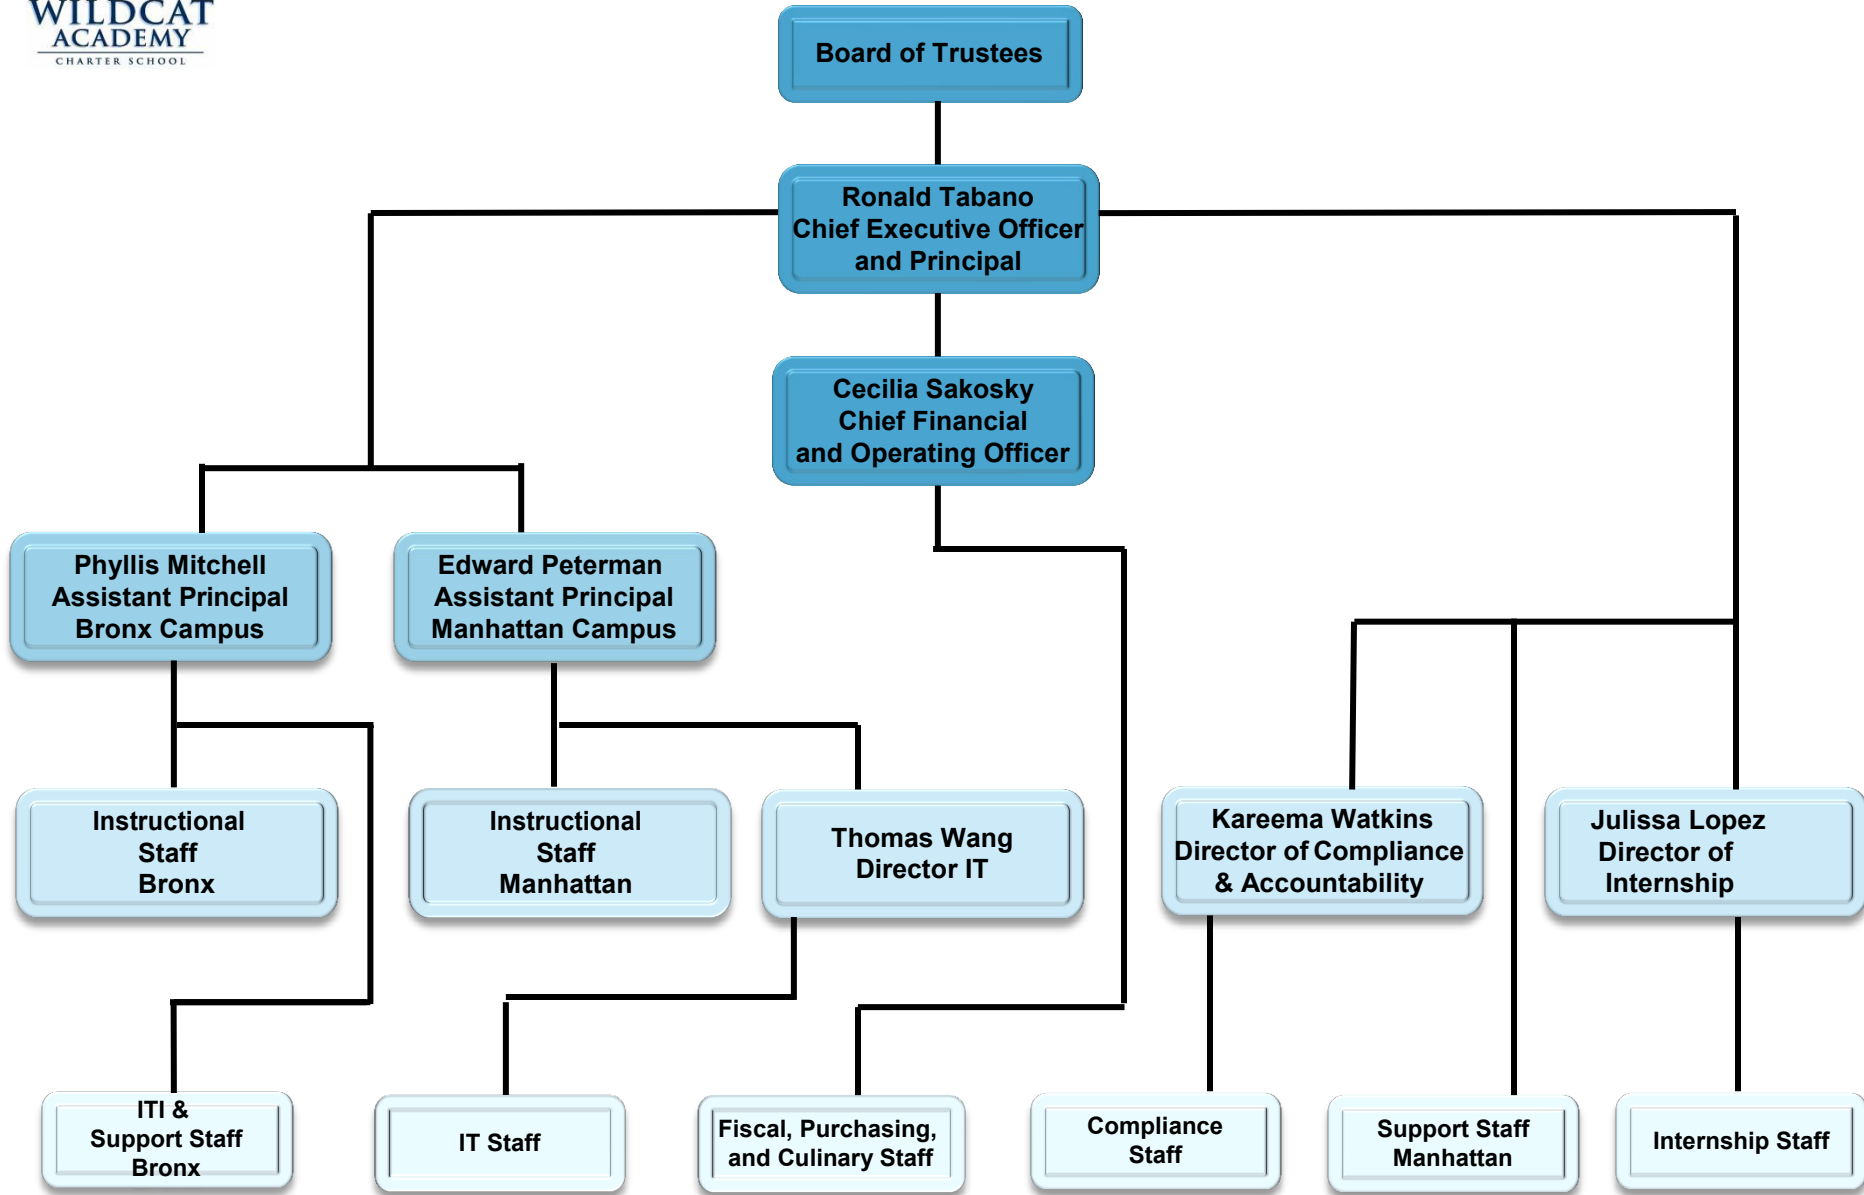 WILDCAT
ACADEMY
CHARTER SCHOOL
Board of Trustees
Ronald Tabano
Chief Executive Officer
and Principal
Cecilia Sakosky
Chief Financial
and Operating Officer
Phyllis Mitchell
Assistant Principal
Bronx Campus
Edward Peterman
Assistant Principal
Manhattan Campus
Instructional
Staff
Bronx
Instructional
Staff
Manhattan
Thomas Wang
Director IT
Kareema Watkins
Director of Compliance
& Accountability
Julissa Lopez
Director of
Internship
ITI &
Support Staff
Bronx
IT Staff
Fiscal, Purchasing,
and Culinary Staff
Compliance
Staff
Support Staff
Manhattan
Internship Staff